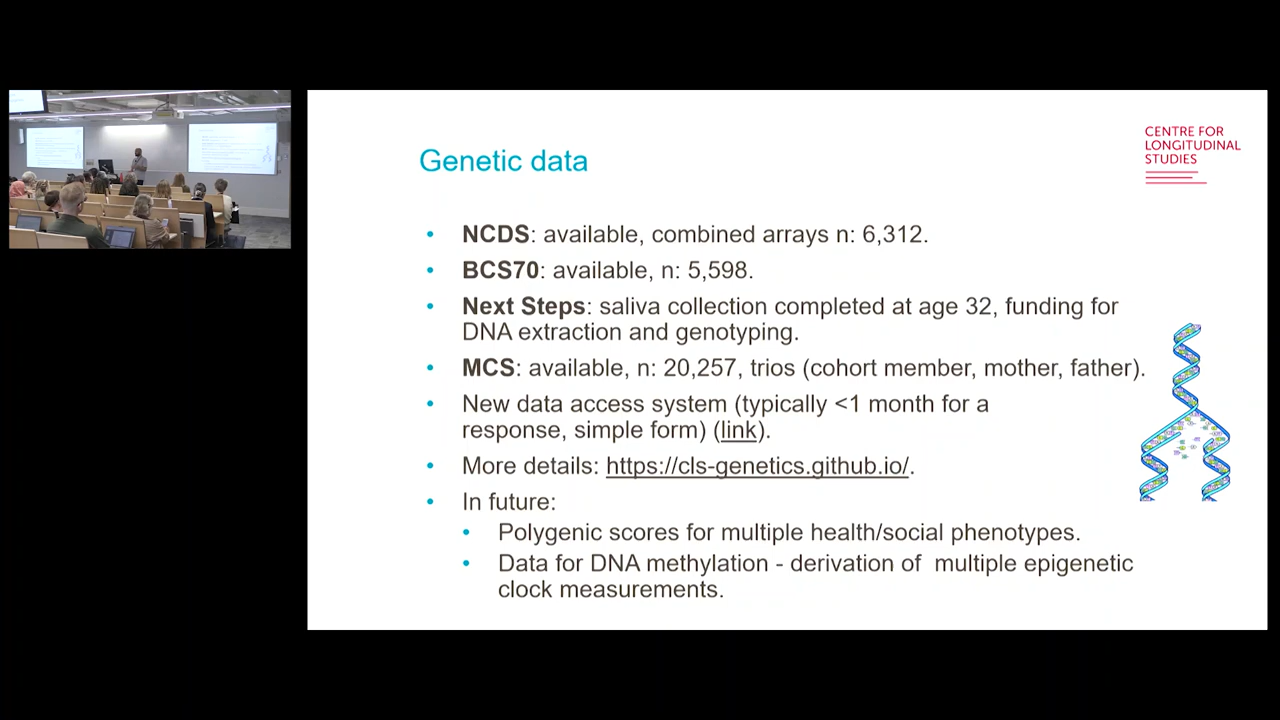 Genetic data
CENTRE FOR
LONGITUDINAL
STUDIES
• NCDS: available, combined arrays n: 6,312.
• BCS70: available, n: 5,598.
• Next Steps: saliva collection completed at age 32, funding for
DNA extraction and genotyping.
• MCS: available, n: 20,257, trios (cohort member, mother, father).
• New data access system (typically <1 month for a
response, simple form) (link).
• More details: https://cls-genetics.github.io/.
• In future:
• Polygenic scores for multiple health/social phenotypes.
• Data for DNA methylation - derivation of  multiple epigenetic
clock measurements.